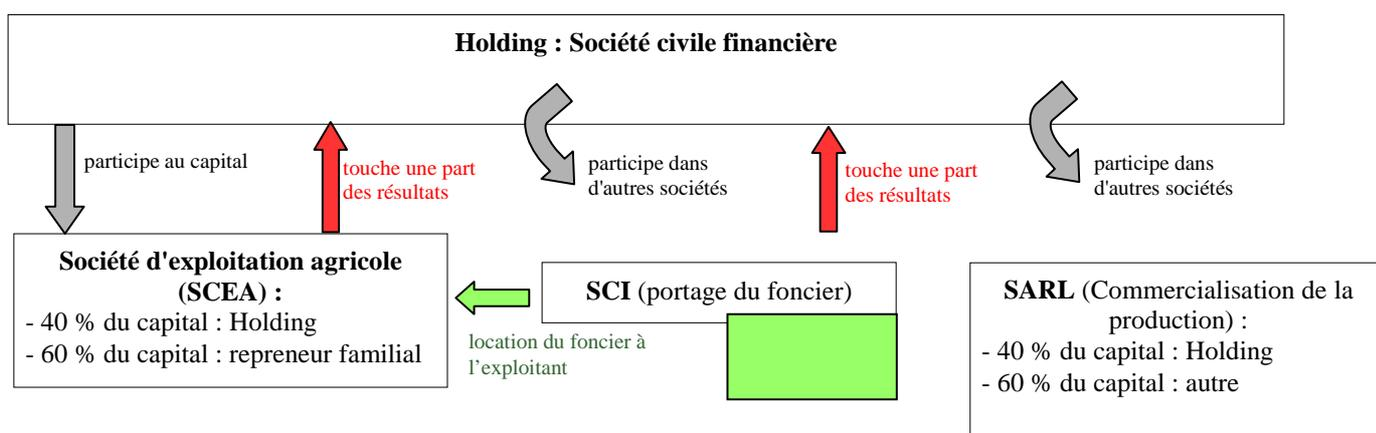 Holding : Société civile financière
participe au capital
touche une part
des résultats
participe dans
d'autres sociétés
touche une part
des résultats
participe dans
d'autres sociétés
Société d'exploitation agricole
(SCEA) :
- 40 % du capital : Holding
- 60 % du capital : repreneur familial
location du foncier à
l’exploitant
SCI (portage du foncier)
SARL (Commercialisation de la
production) :
- 40 % du capital : Holding
- 60 % du capital : autre